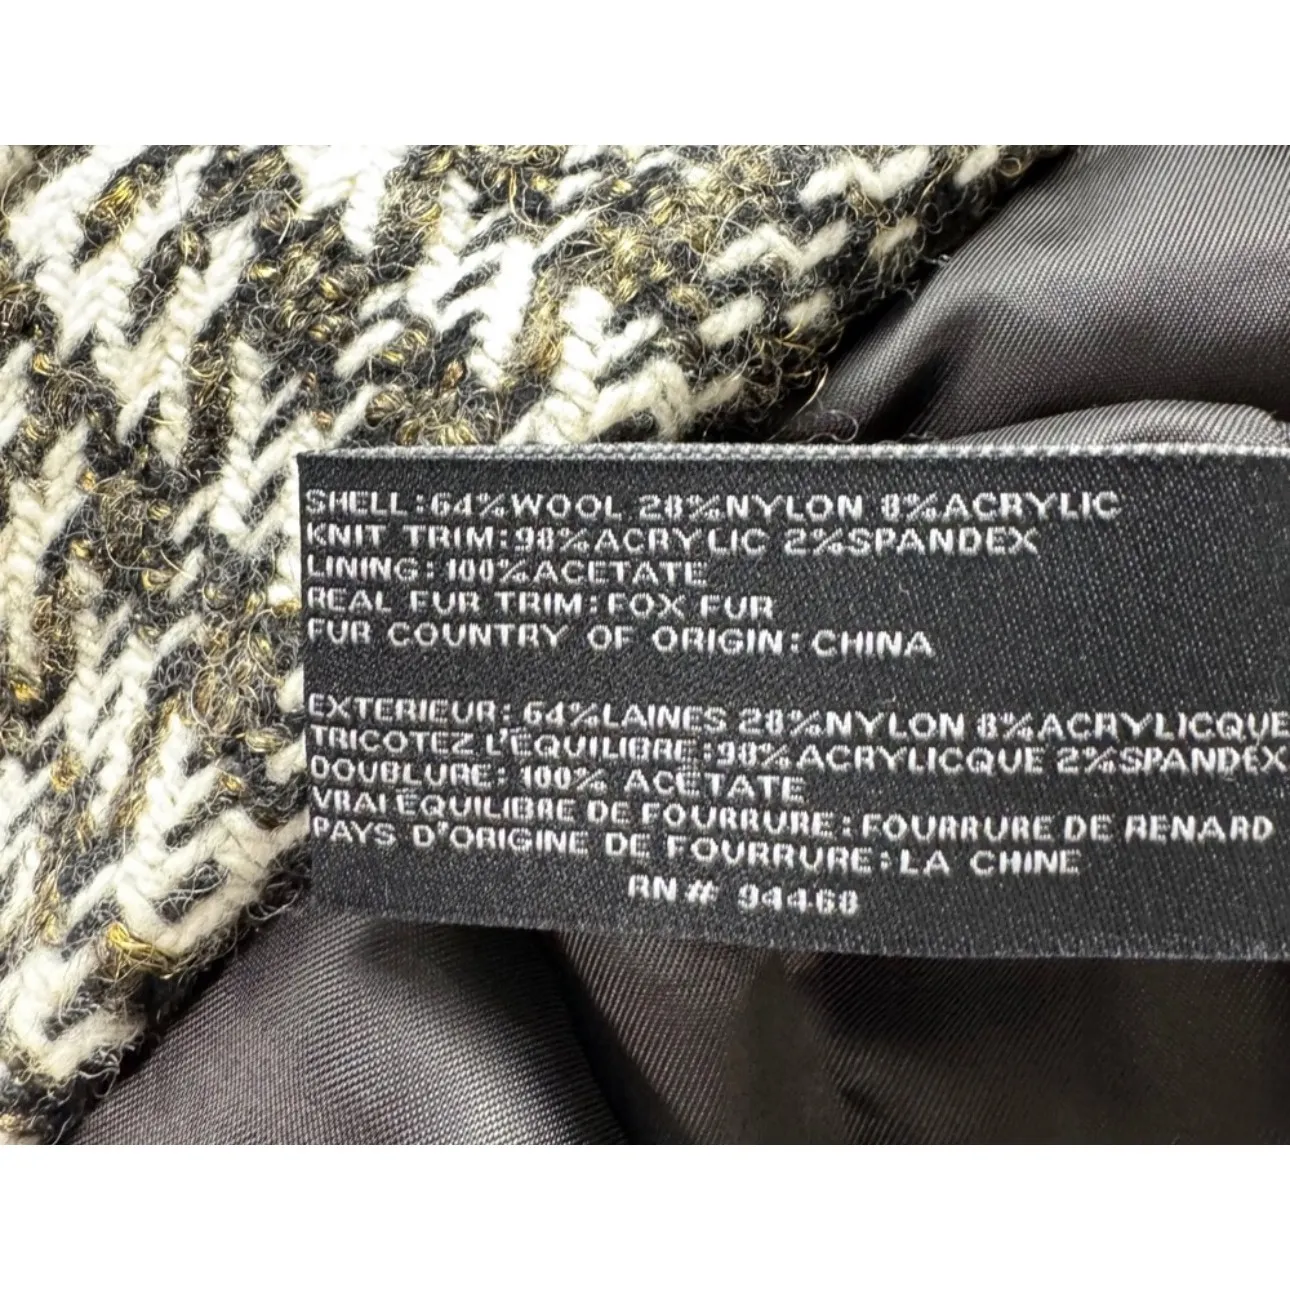 SHELL:64%WOOL 28%NYLON 8%ACRYLIC
KNIT TRIM:98%ACRYLIC 2%SPANDEX
LINING:100%ACETATE
REAL FUR TRIM:FOX FUR
FUR COUNTRY OF ORIGIN:CHINA
EXTERIEUR:64%LAINES 28%NYLON 8%ACRYLICQUE
TRICOTEZ L'ÉQUILIBRE:98%ACRYLICQUE 2%SPANDEX
DOUBLURE:100% ACÉTATE
VRAI ÉQUILIBRE DE FOURRURE:FOURRURE DE RENARD
PAYS D'ORIGINE DE FOURRURE:LA CHINE
RN# 94468